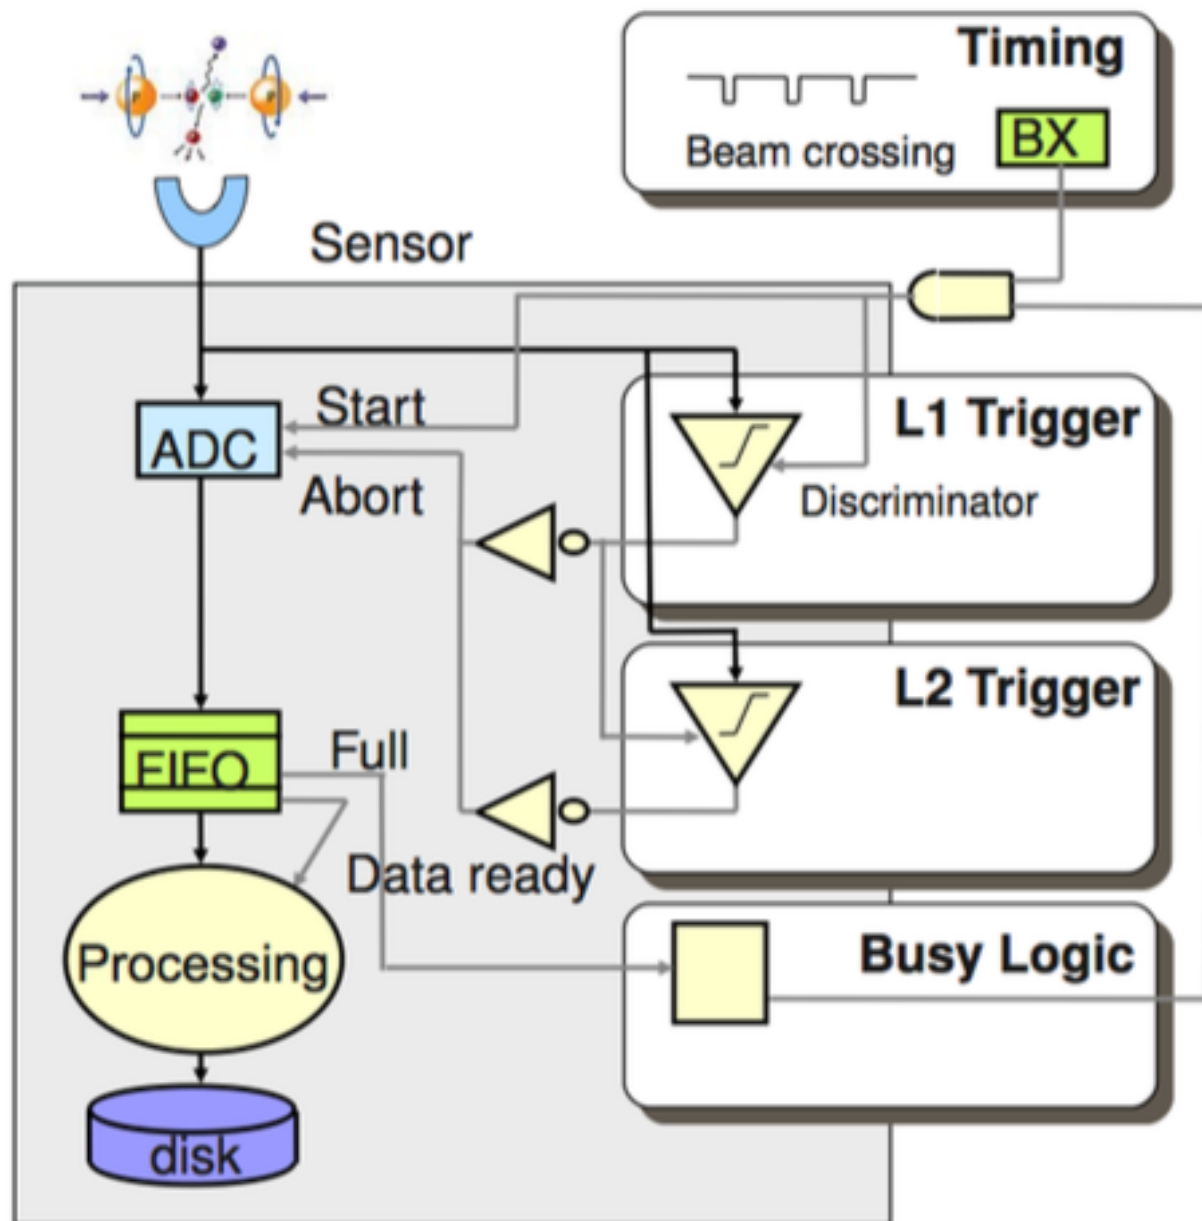 Timing
Beam crossing
BX
Sensor
Start
ADC
Abort
L1 Trigger
Discriminator
L2 Trigger
FIFO
Full
Data ready
Processing
Busy Logic
disk